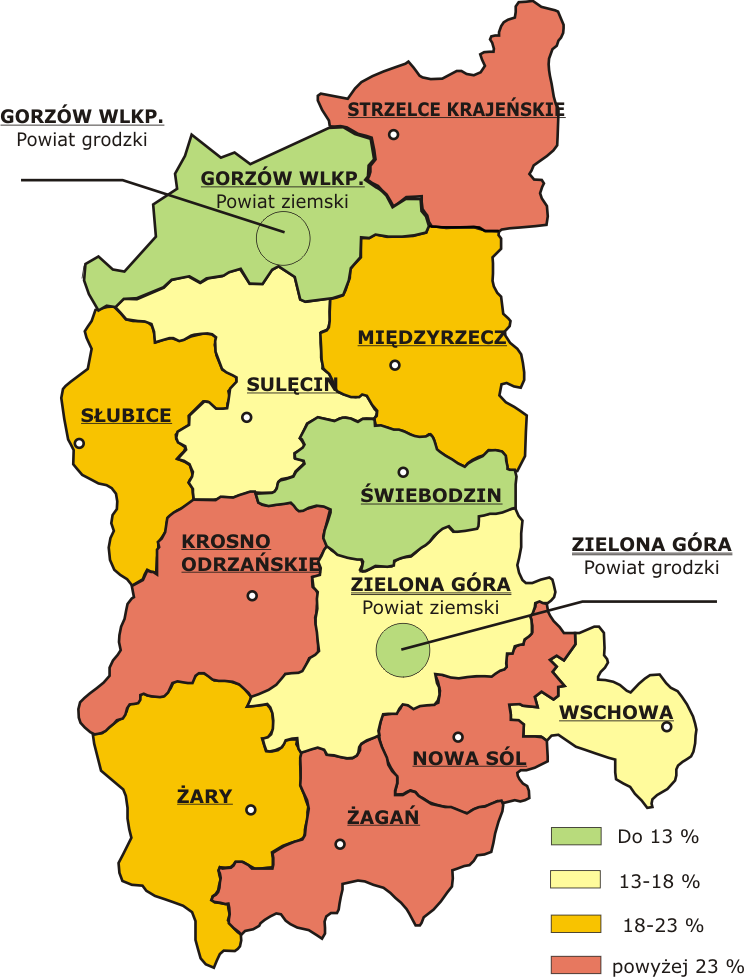 STRZELCE KRAJEŃSKIE
GORZÓW WLKP.
Powiat grodzki
GORZÓW WLKP.
Powiat ziemski
MIĘDZYRZECZ
SULĘCIN
SŁUBICE
ŚWIEBODZIN
KROSNO
ODRZAŃSKIE
ZIELONA GÓRA
Powiat grodzki
ZIELONA GÓRA
Powiat ziemski
WSCHOWA
NOWA SÓL
ŻARY
ŻAGAŃ
Do 13 %
13-18 %
18-23 %
powyżej 23 %